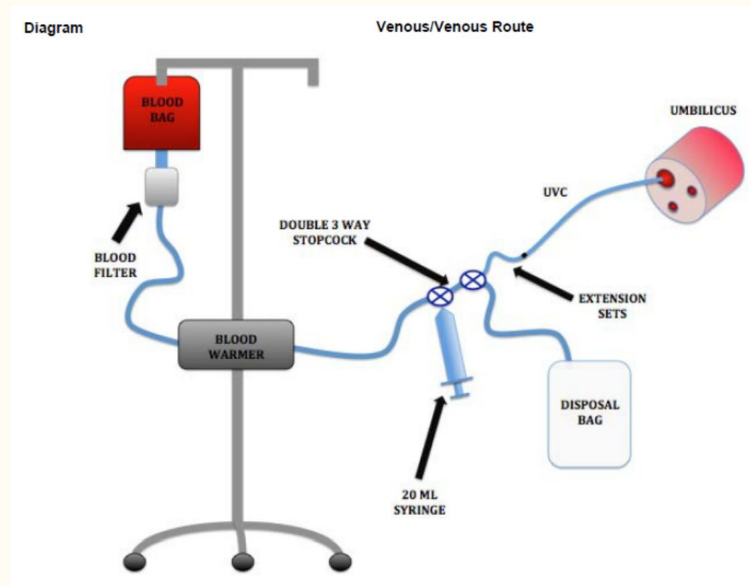 Diagram
Venous/Venous Route
BLOOD
BAG
UMBILICUS
UVC
DOUBLE 3 WAY
STOPCOCK
BLOOD
FILTER
EXTENSION
SETS
BLOOD
WARMER
DISPOSAL
BAG
20 ML
SYRINGE